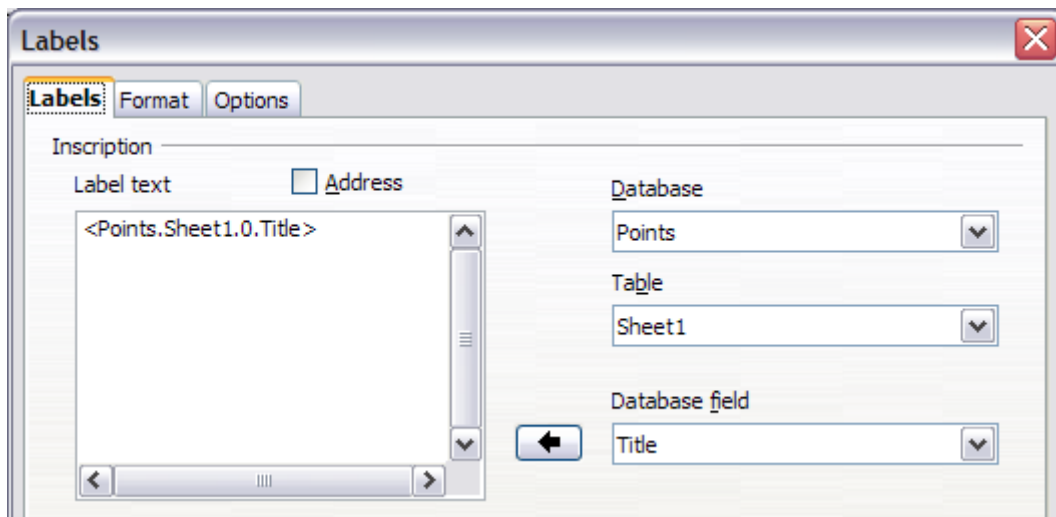 Labels
Labels Format Options
Inscription
Label text Address
<Points.Sheet1.0.Title>
Database
Points
Table
Sheet1
Database field
Title